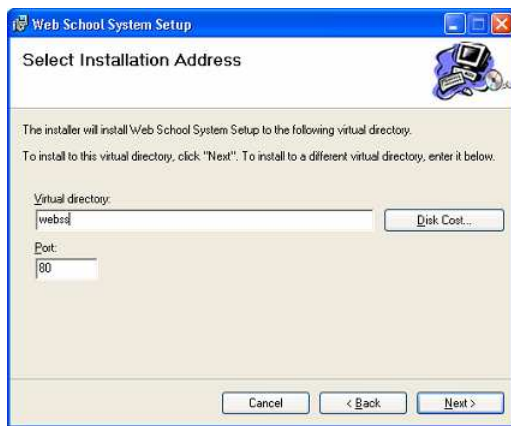 Web School System Setup
Select Installation Address
The installer will install Web School System Setup to the following virtual directory.
To install to this virtual directory, click "Next". To install to a different virtual directory, enter it below.
Virtual directory:
webss
Disk Cost...
Port:
80
Cancel
< Back
Next >